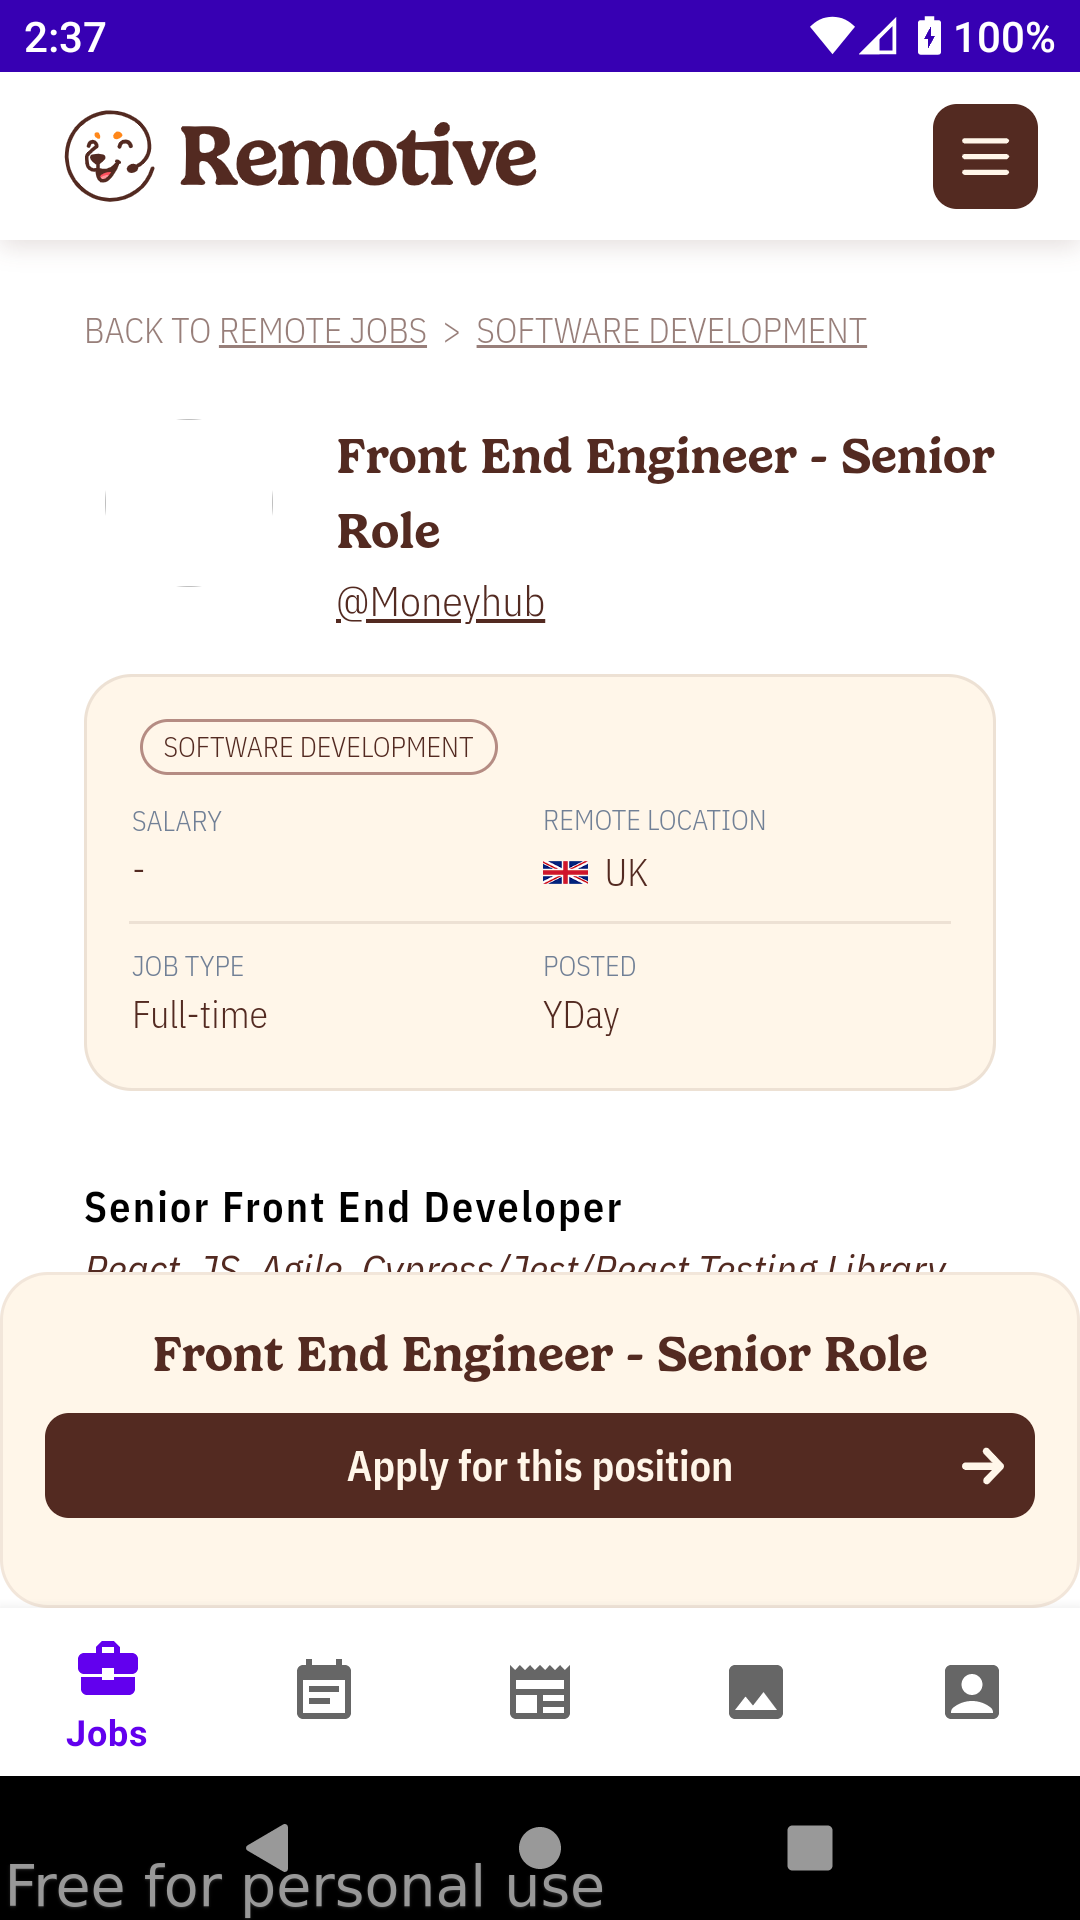 2:37
100%
Remotive
BACK TO REMOTE JOBS > SOFTWARE DEVELOPMENT
Front End Engineer - Senior
Role
@Moneyhub
SOFTWARE DEVELOPMENT
SALARY
REMOTE LOCATION
-
UK
JOB TYPE
POSTED
Full-time
YDay
Senior Front End Developer
React, JS, Agile, Cypress/Jest/React Testing Library
Front End Engineer - Senior Role
Apply for this position
Jobs
Free for personal use